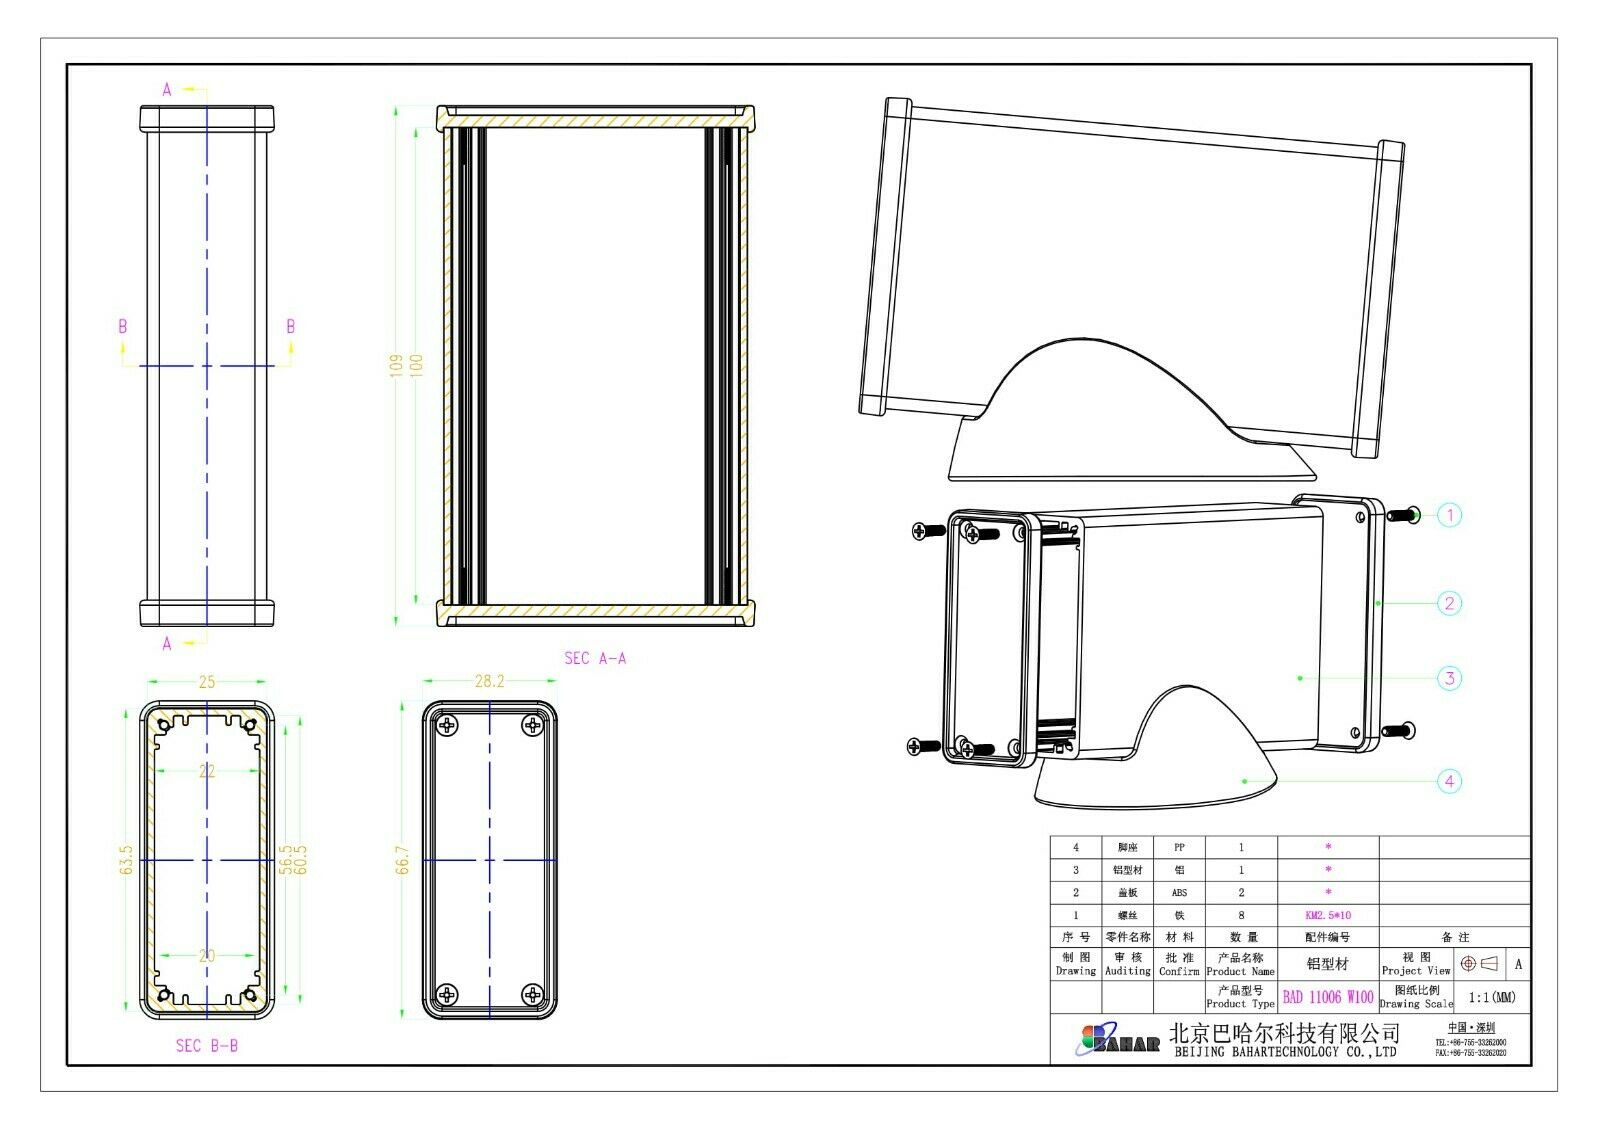 A
A
B
B
109
100
SEC A-A
25
22
63.5
56.5
60.5
20
SEC B-B
28.2
66.7
1
2
3
4
4 脚座 PP 1 *
3 铝型材 铝 1 *
2 盖板 ABS 2 *
1 螺丝 铁 8 KM2.5*10
序 号 零件名称 材 料 数 量 配件编号 备 注
制 图 审 核 批 准 产品名称 铝型材 视 图 A
Drawing Auditing Confirm Product Name Project View
产品型号 BAD 11006 W100 图纸比例 1:1(MM)
Product Type Drawing Scale
BAHAR 北京巴哈尔科技有限公司 中国·深圳
BEIJING BAHARTECHNOLOGY CO.,LTD
TEL:+86-755-33262000
FAX:+86-755-33262020